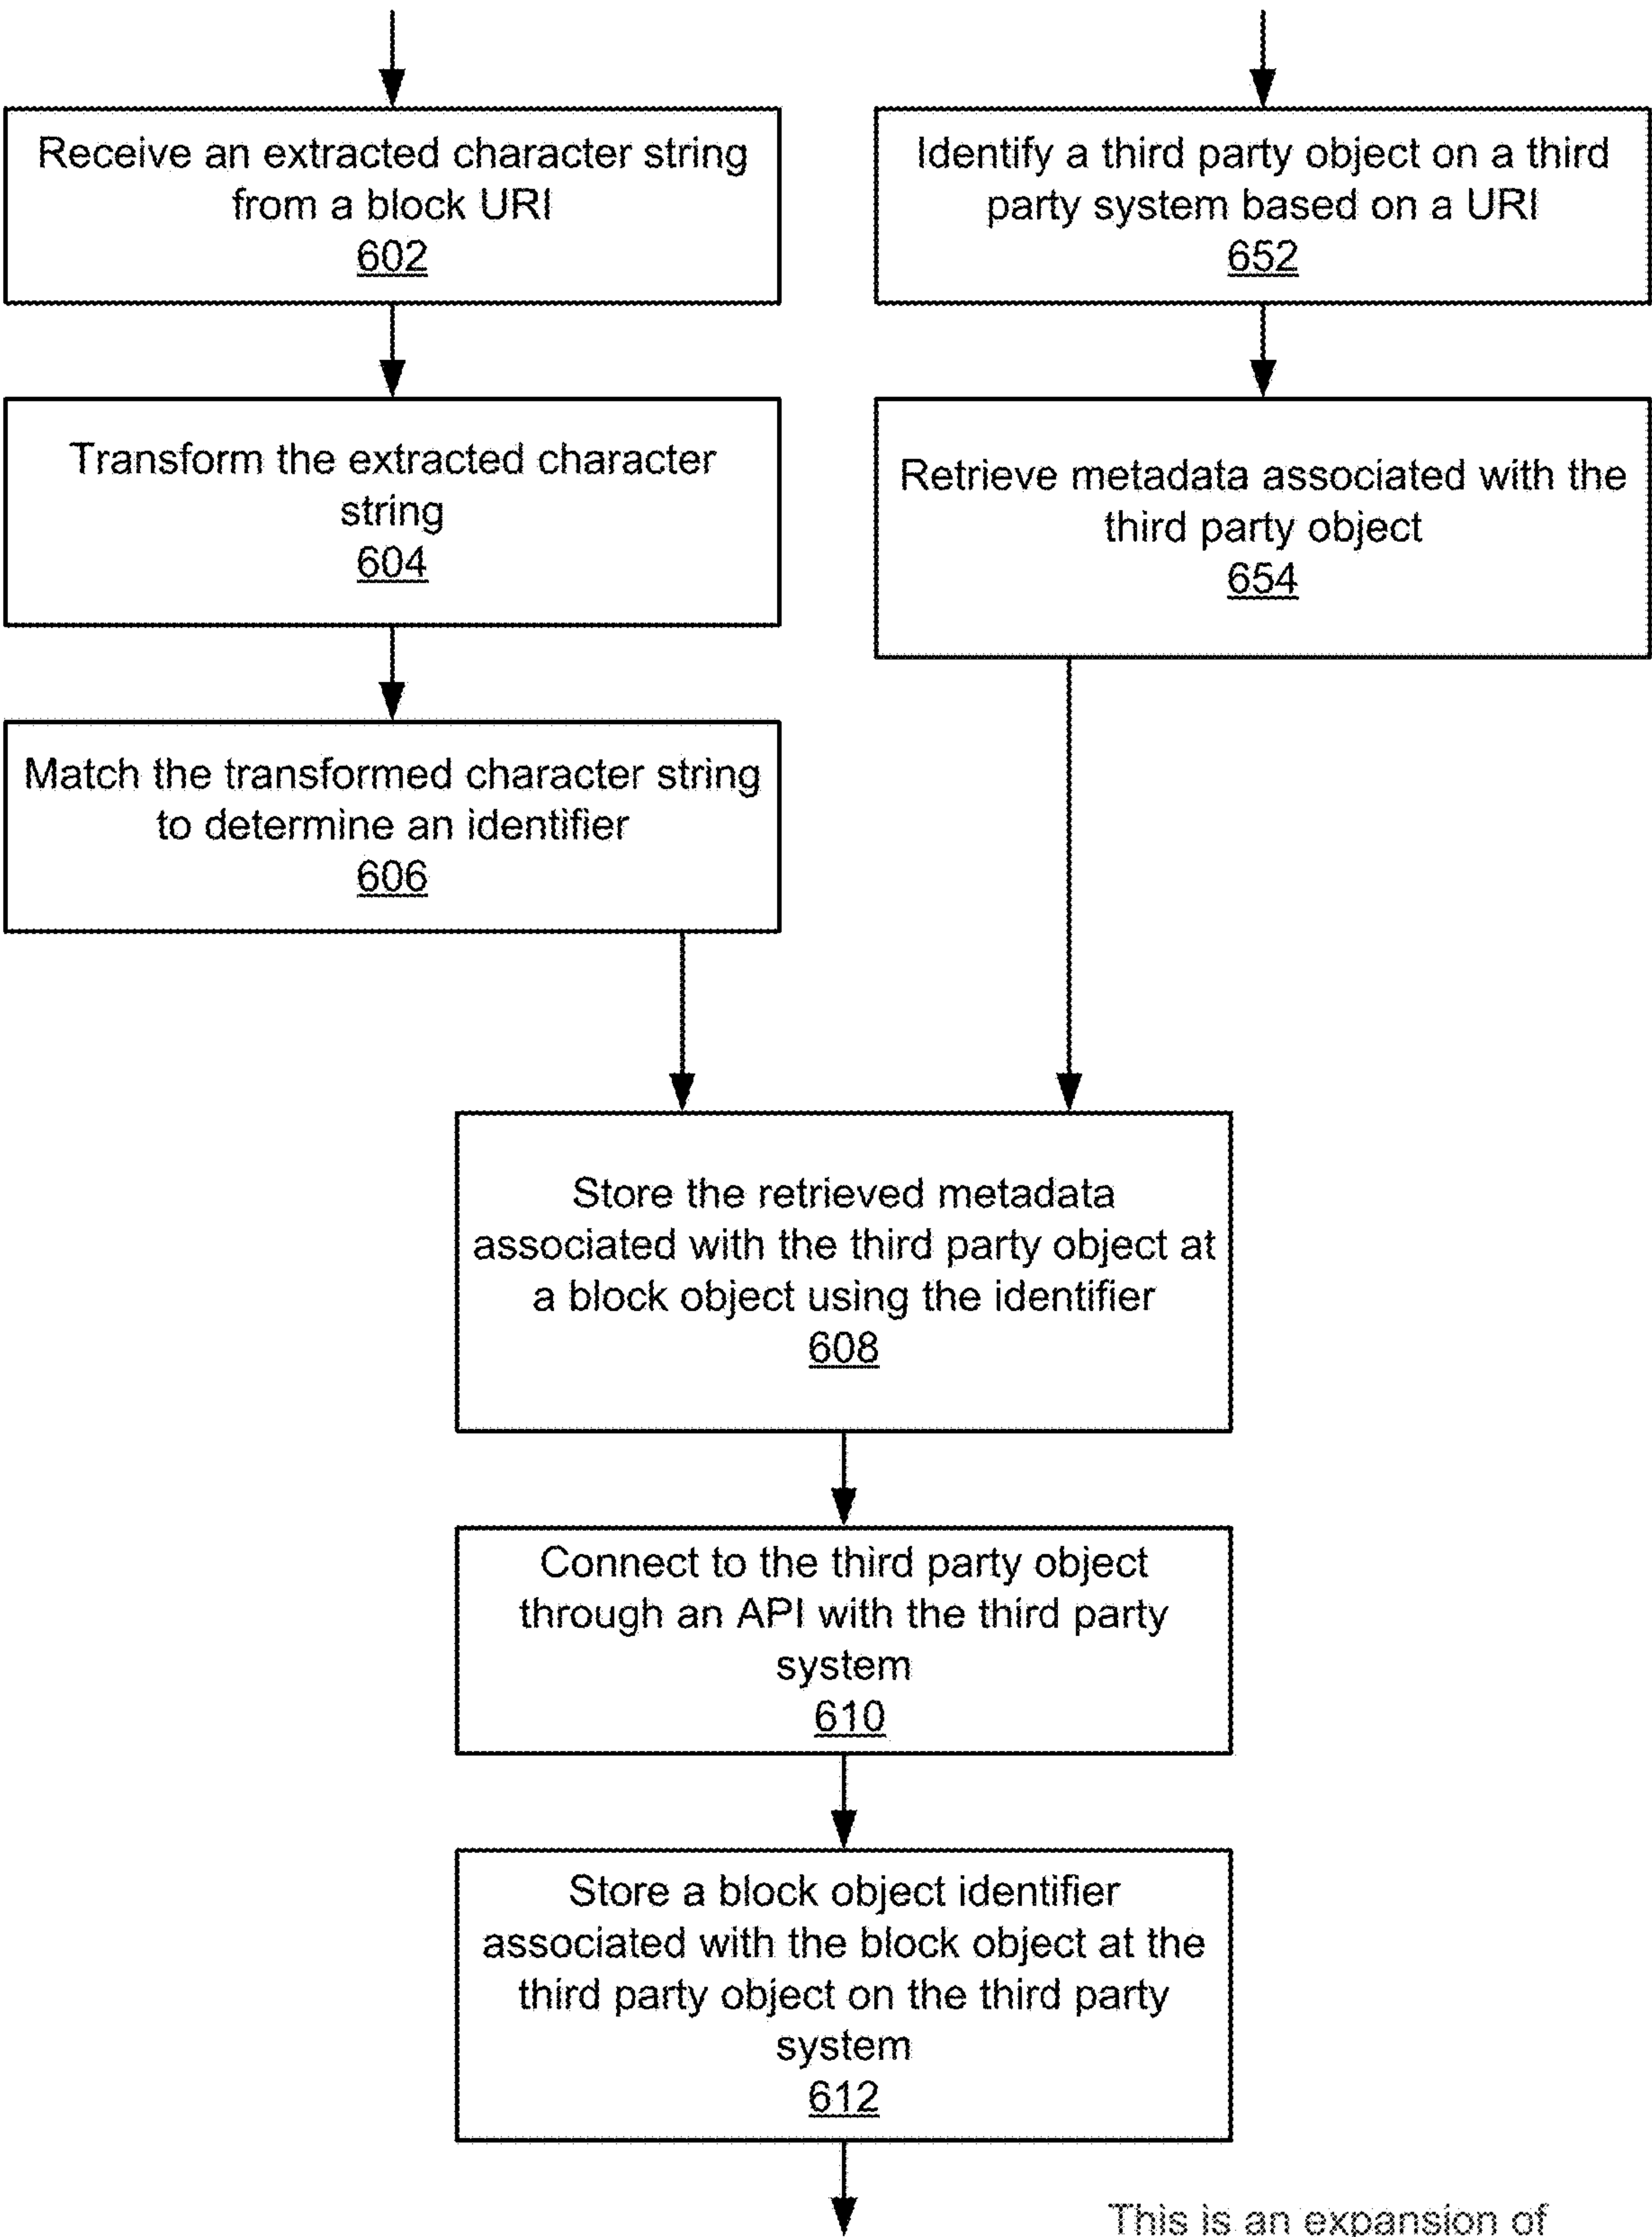 Receive an extracted character string
from a block URI
602
Identify a third party object on a third
party system based on a URI
652
Transform the extracted character
string
604
Retrieve metadata associated with the
third party object
654
Match the transformed character string
to determine an identifier
606
Store the retrieved metadata
associated with the third party object at
a block object using the identifier
608
Connect to the third party object
through an API with the third party
system
610
Store a block object identifier
associated with the block object at the
third party object on the third party
system
612
This is an expansion of